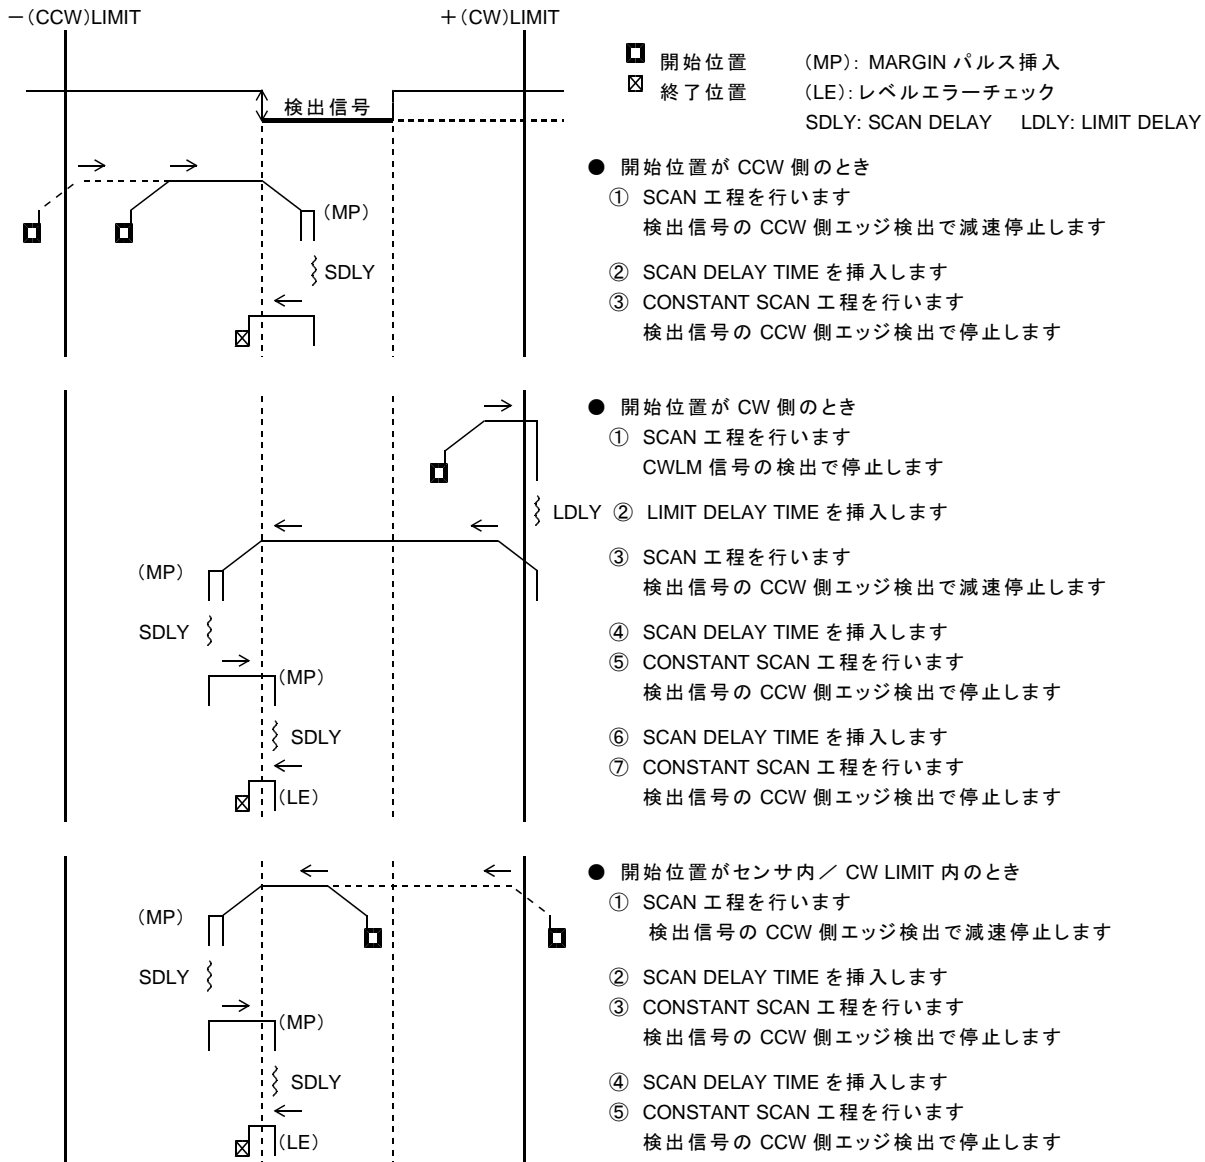 －(CCW)LIMIT
＋(CW)LIMIT
検出信号
開始位置 (MP): MARGIN パルス挿入
終了位置 (LE):レベルエラーチェック
SDLY: SCAN DELAY LDLY: LIMIT DELAY
(MP)
SDLY
● 開始位置が CCW 側のとき
① SCAN 工程を行います
検出信号の CCW 側エッジ検出で減速停止します
② SCAN DELAY TIME を挿入します
③ CONSTANT SCAN 工程を行います
検出信号の CCW 側エッジ検出で停止します
LDLY
(MP)
SDLY
(MP)
SDLY
(LE)
● 開始位置が CW 側のとき
① SCAN 工程を行います
CWLM 信号の検出で停止します
② LIMIT DELAY TIME を挿入します
③ SCAN 工程を行います
検出信号の CCW 側エッジ検出で減速停止します
④ SCAN DELAY TIME を挿入します
⑤ CONSTANT SCAN 工程を行います
検出信号の CCW 側エッジ検出で停止します
⑥ SCAN DELAY TIME を挿入します
⑦ CONSTANT SCAN 工程を行います
検出信号の CCW 側エッジ検出で停止します
(MP)
SDLY
(MP)
SDLY
(LE)
● 開始位置がセンサ内／ CW LIMIT 内のとき
① SCAN 工程を行います
検出信号の CCW 側エッジ検出で減速停止します
② SCAN DELAY TIME を挿入します
③ CONSTANT SCAN 工程を行います
検出信号の CCW 側エッジ検出で停止します
④ SCAN DELAY TIME を挿入します
⑤ CONSTANT SCAN 工程を行います
検出信号の CCW 側エッジ検出で停止します